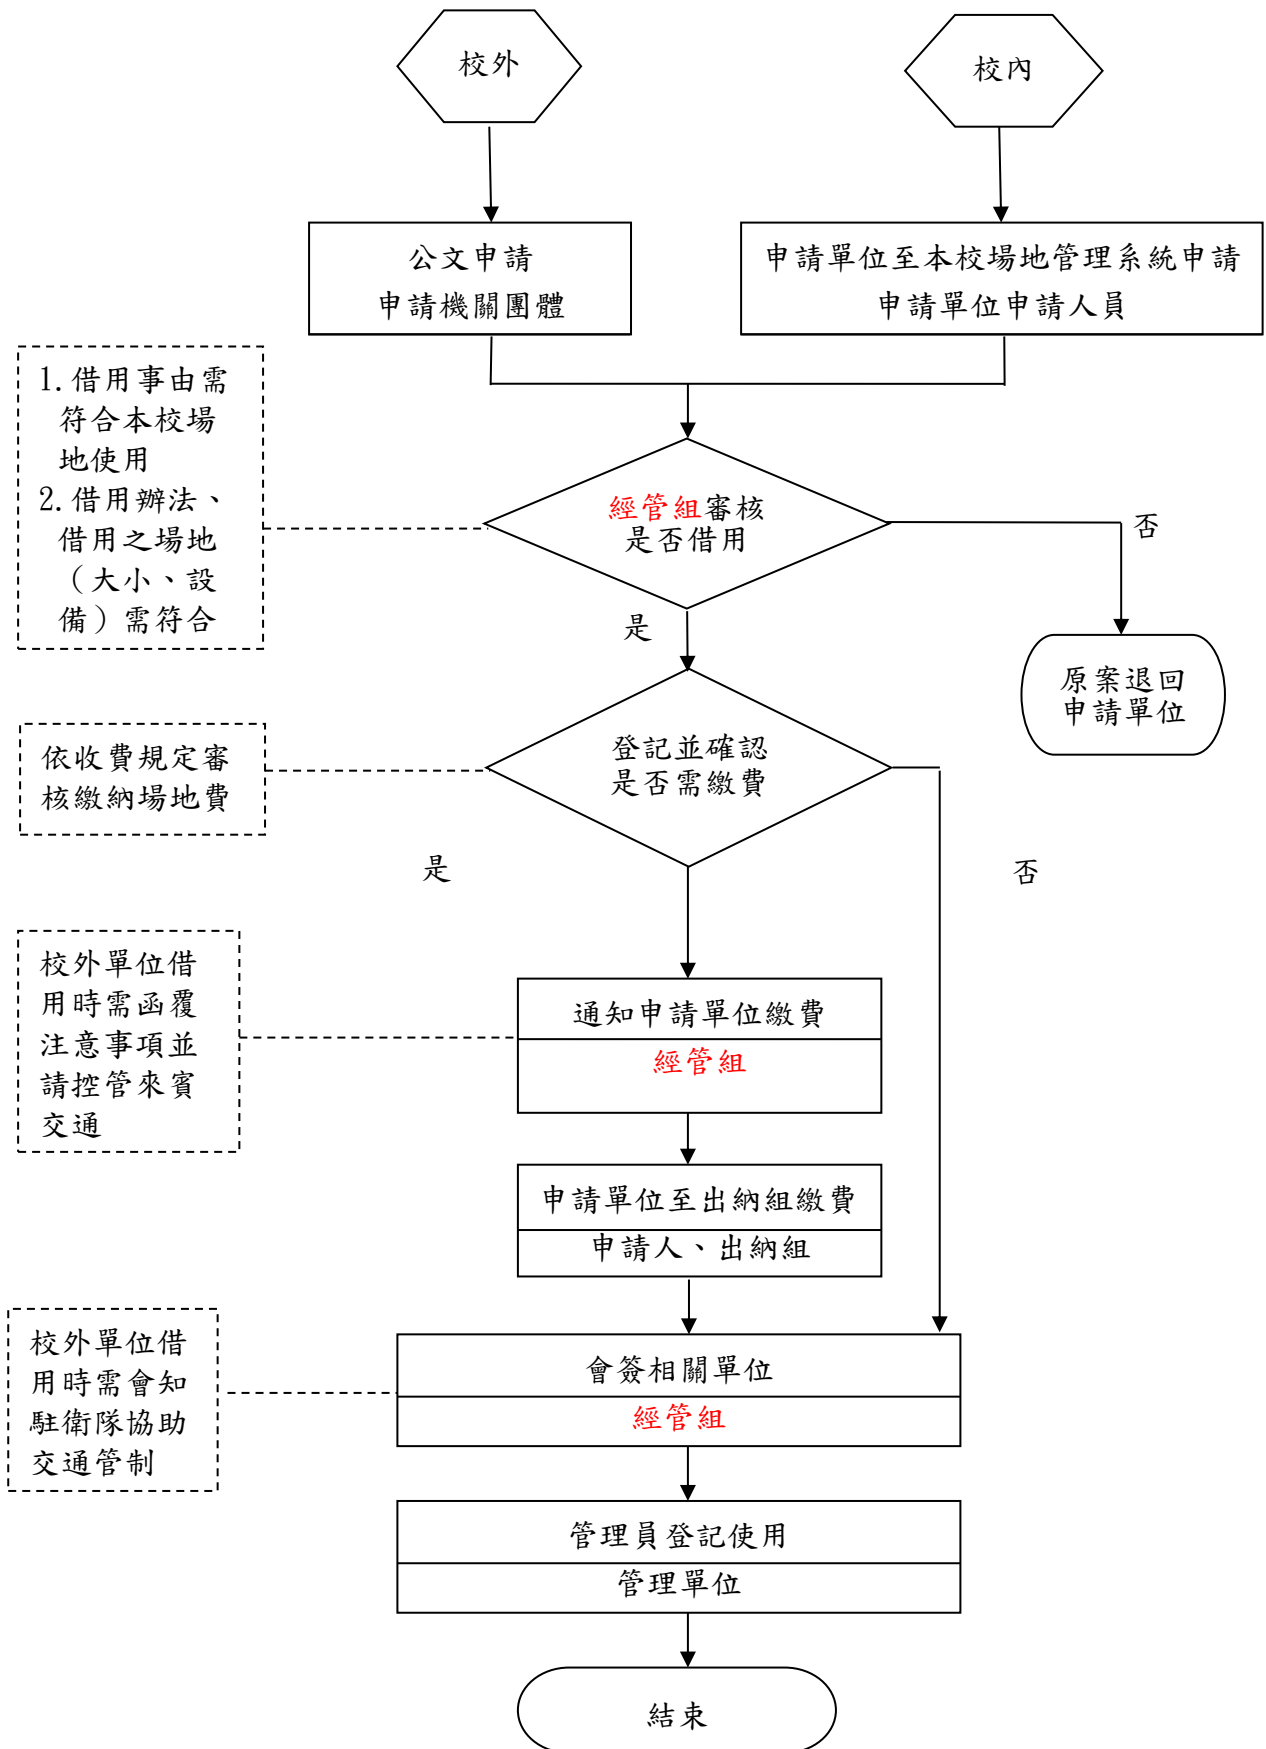 校外
校內
公文申請
申請機關團體
申請單位至本校場地管理系統申請
申請單位申請人員
1.借用事由需
符合本校場
地使用
2.借用辦法、
借用之場地
（大小、設
備）需符合
經管組審核
是否借用
否
是
原案退回
申請單位
依收費規定審
核繳納場地費
登記並確認
是否需繳費
是
否
校外單位借
用時需函覆
注意事項並
請控管來賓
交通
通知申請單位繳費
經管組
申請單位至出納組繳費
申請人、出納組
校外單位借
用時需會知
駐衛隊協助
交通管制
會簽相關單位
經管組
管理員登記使用
管理單位
結束